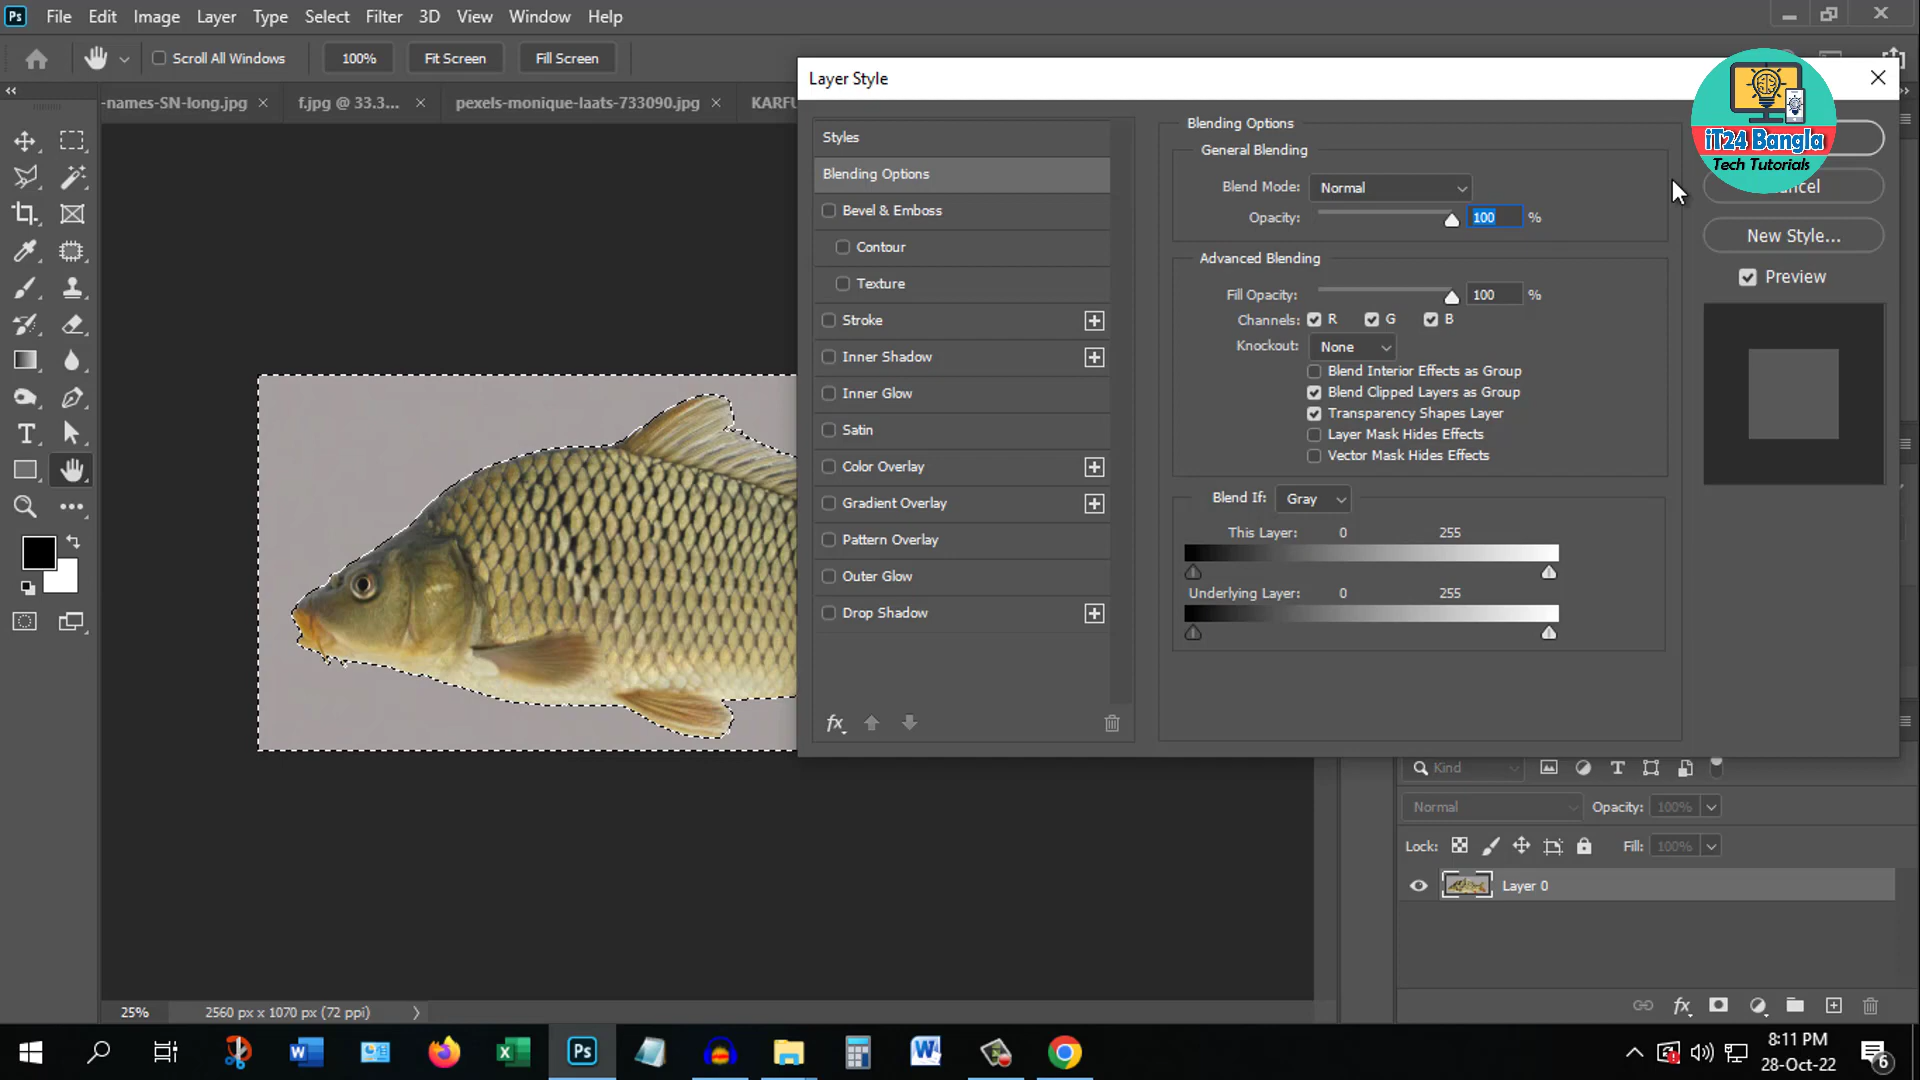 Ps File Edit Image Layer Type Select Filter 3D View Window Help
Scroll All Windows 100% Fit Screen Fill Screen
-names-SN-long.jpg f.jpg @ 33.3... pexels-monique-laats-733090.jpg KARFU
Layer Style
iT24 Bangla
Tech Tutorials
Styles
Blending Options
Bevel & Emboss
Contour
Texture
Stroke
Inner Shadow
Inner Glow
Satin
Color Overlay
Gradient Overlay
Pattern Overlay
Outer Glow
Drop Shadow
fx
Blending Options
General Blending
Blend Mode: Normal
Opacity: 100 %
Advanced Blending
Fill Opacity: 100 %
Channels: R G B
Knockout: None
Blend Interior Effects as Group
Blend Clipped Layers as Group
Transparency Shapes Layer
Layer Mask Hides Effects
Vector Mask Hides Effects
Blend If: Gray
This Layer: 0 255
Underlying Layer: 0 255
New Style...
Preview
Kind
Normal Opacity: 100%
Lock: Fill: 100%
Layer 0
fx
25% 2560 px x 1070 px (72 ppi)
Ps
8:11 PM
28-Oct-22
6